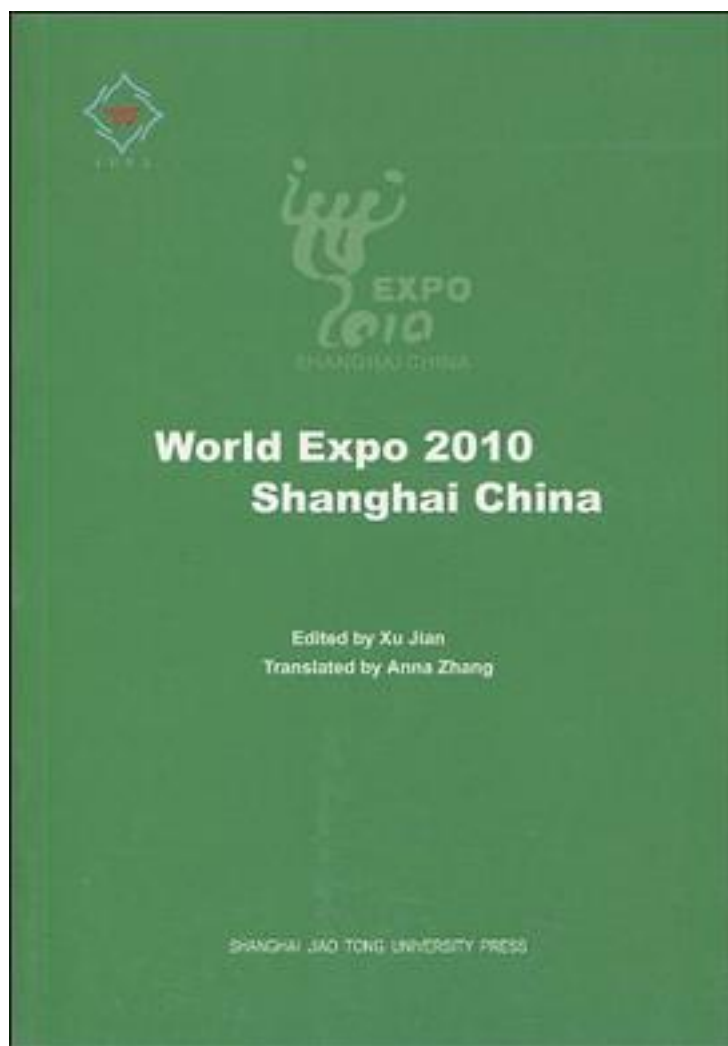 EXPO
2010
SHANGHAI CHINA
World Expo 2010
Shanghai China
Edited by Xu Jian
Translated by Anna Zhang
SHANGHAI JIAO TONG UNIVERSITY PRESS